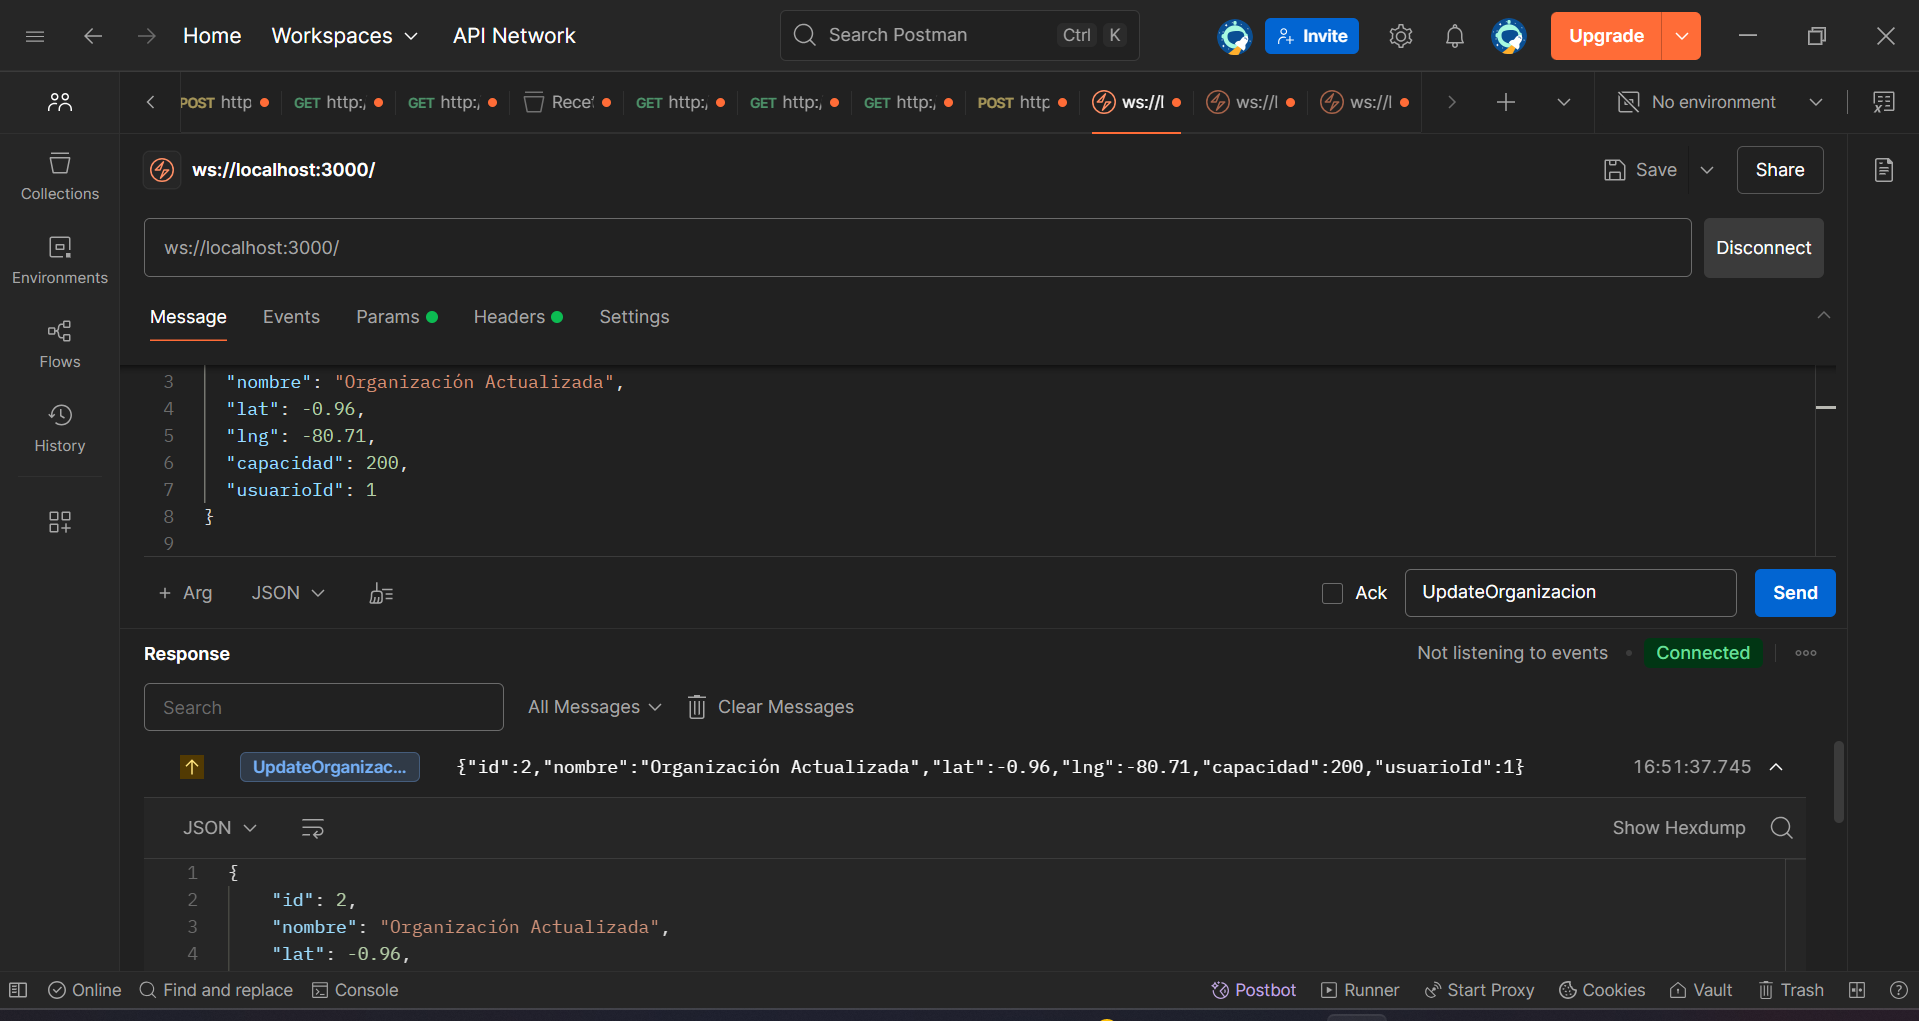 Home Workspaces API Network Search Postman Ctrl K Invite Upgrade
POST http GET http:/ GET http:/ Recet GET http:/ GET http:/ GET http:/ POST http ws://l ws://l ws://l No environment
ws://localhost:3000/ Save Share
Collections
ws://localhost:3000/ Disconnect
Environments
Message Events Params Headers Settings
Flows
History
3 "nombre": "Organización Actualizada",
4 "lat": -0.96,
5 "lng": -80.71,
6 "capacidad": 200,
7 "usuarioId": 1
8 }
9
+ Arg JSON Ack UpdateOrganizacion Send
Response Not listening to events Connected
Search All Messages Clear Messages
UpdateOrganizac... {"id":2,"nombre":"Organización Actualizada","lat":-0.96,"lng":-80.71,"capacidad":200,"usuarioId":1} 16:51:37.745
JSON Show Hexdump
1 {
2 "id": 2,
3 "nombre": "Organización Actualizada",
4 "lat": -0.96,
Online Find and replace Console Postbot Runner Start Proxy Cookies Vault Trash